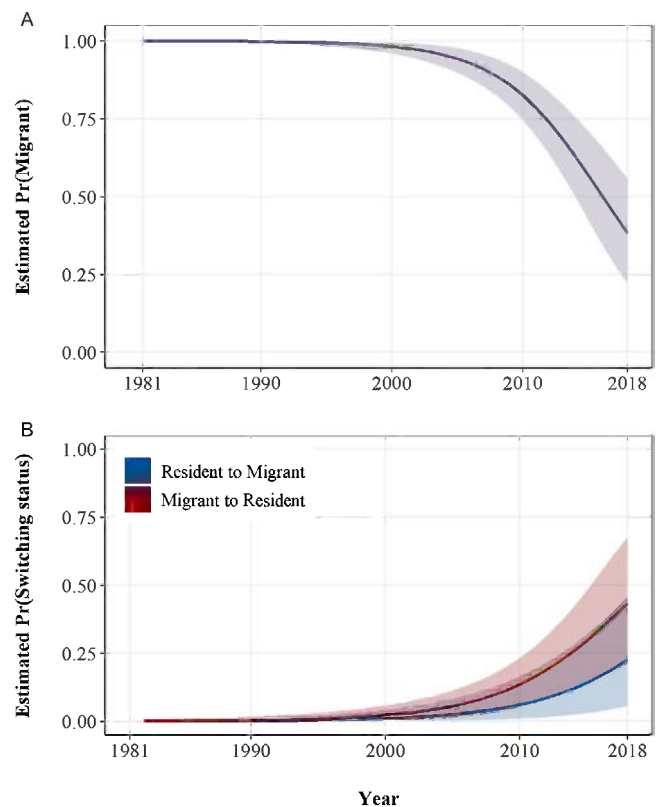 A
Estimated Pr(Migrant)
1.00
0.75
0.50
0.25
0.00
1981 1990 2000 2010 2018
B
Estimated Pr(Switching status)
1.00
0.75
0.50
0.25
0.00
Resident to Migrant
Migrant to Resident
1981 1990 2000 2010 2018
Year